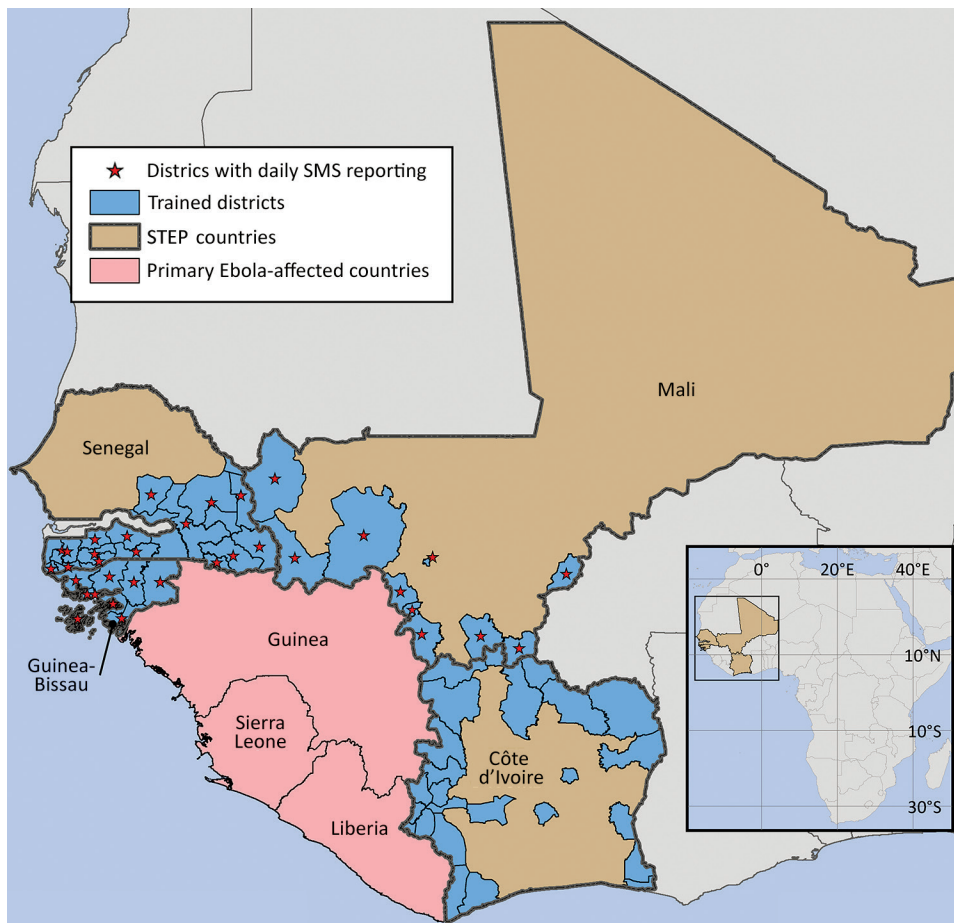 Districs with daily SMS reporting
Trained districts
STEP countries
Primary Ebola-affected countries
Mali
Senegal
Guinea
Guinea-
Bissau
Sierra
Leone
Liberia
Côte
d'Ivoire
0° 20°E 40°E
10°N
10°S
30°S